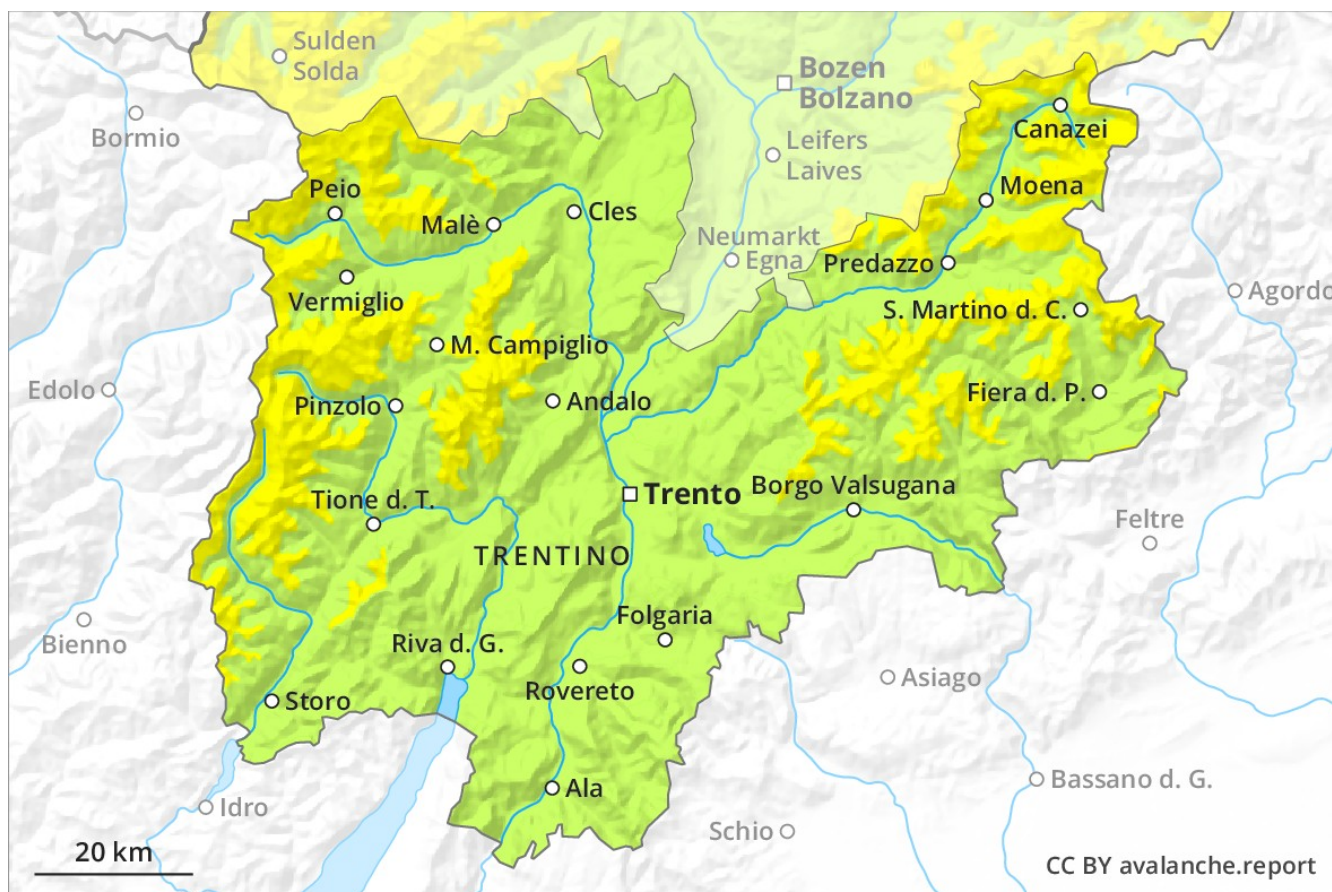 Sulden
Solda
Bozen
Bolzano
Bormio
Canazei
Leifers
Laives
Peio
Moena
Malè
Cles
Neumarkt
Egna
Predazzo
Vermiglio
Agordo
S. Martino d. C.
M. Campiglio
Edolo
Pinzolo
Andalo
Fiera d. P.
Tione d. T.
Trento
Borgo Valsugana
Feltre
TRENTINO
Bienno
Folgaria
Riva d. G.
Asiago
Rovereto
Storo
Bassano d. G.
Ala
Idro
Schio
20 km
CC BY avalanche.report